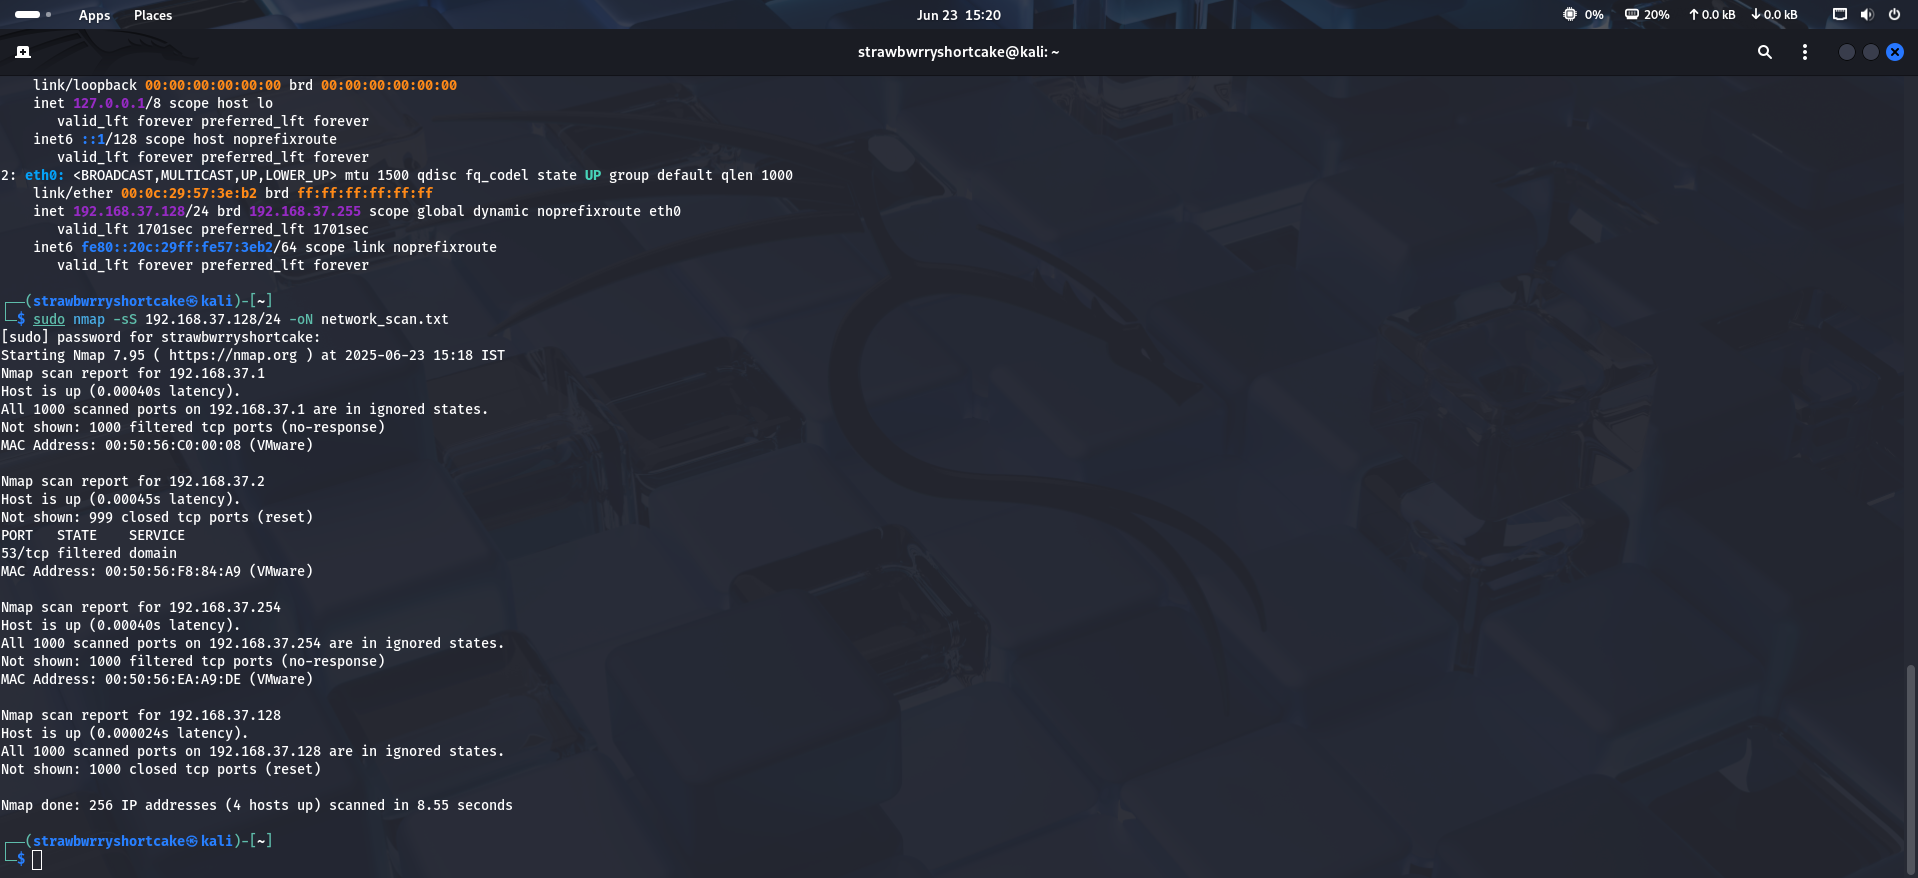 Apps Places Jun 23 15:20 0% 20% 0.0 kB 0.0 kB
strawbwrryshortcake@kali: ~
    link/loopback 00:00:00:00:00:00 brd 00:00:00:00:00:00
    inet 127.0.0.1/8 scope host lo
       valid_lft forever preferred_lft forever
    inet6 ::1/128 scope host noprefixroute
       valid_lft forever preferred_lft forever
2: eth0: <BROADCAST,MULTICAST,UP,LOWER_UP> mtu 1500 qdisc fq_codel state UP group default qlen 1000
    link/ether 00:0c:29:57:3e:b2 brd ff:ff:ff:ff:ff:ff
    inet 192.168.37.128/24 brd 192.168.37.255 scope global dynamic noprefixroute eth0
       valid_lft 1701sec preferred_lft 1701sec
    inet6 fe80::20c:29ff:fe57:3eb2/64 scope link noprefixroute
       valid_lft forever preferred_lft forever
┌──(strawbwrryshortcake㉿kali)-[~]
└─$ sudo nmap -sS 192.168.37.128/24 -oN network_scan.txt
[sudo] password for strawbwrryshortcake:
Starting Nmap 7.95 ( https://nmap.org ) at 2025-06-23 15:18 IST
Nmap scan report for 192.168.37.1
Host is up (0.00040s latency).
All 1000 scanned ports on 192.168.37.1 are in ignored states.
Not shown: 1000 filtered tcp ports (no-response)
MAC Address: 00:50:56:C0:00:08 (VMware)
Nmap scan report for 192.168.37.2
Host is up (0.00045s latency).
Not shown: 999 closed tcp ports (reset)
PORT   STATE    SERVICE
53/tcp filtered domain
MAC Address: 00:50:56:F8:84:A9 (VMware)
Nmap scan report for 192.168.37.254
Host is up (0.00040s latency).
All 1000 scanned ports on 192.168.37.254 are in ignored states.
Not shown: 1000 filtered tcp ports (no-response)
MAC Address: 00:50:56:EA:A9:DE (VMware)
Nmap scan report for 192.168.37.128
Host is up (0.000024s latency).
All 1000 scanned ports on 192.168.37.128 are in ignored states.
Not shown: 1000 closed tcp ports (reset)
Nmap done: 256 IP addresses (4 hosts up) scanned in 8.55 seconds
┌──(strawbwrryshortcake㉿kali)-[~]
└─$